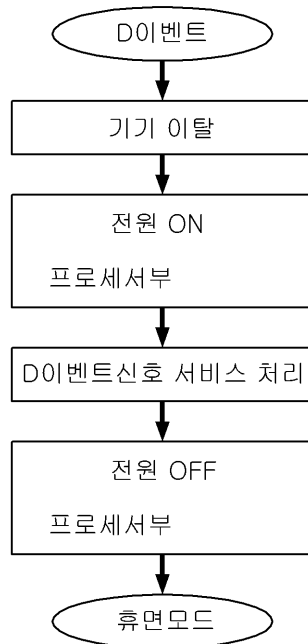 D이벤트
기기 이탈
전원 ON
프로세서부
D이벤트신호 서비스 처리
전원 OFF
프로세서부
휴면모드